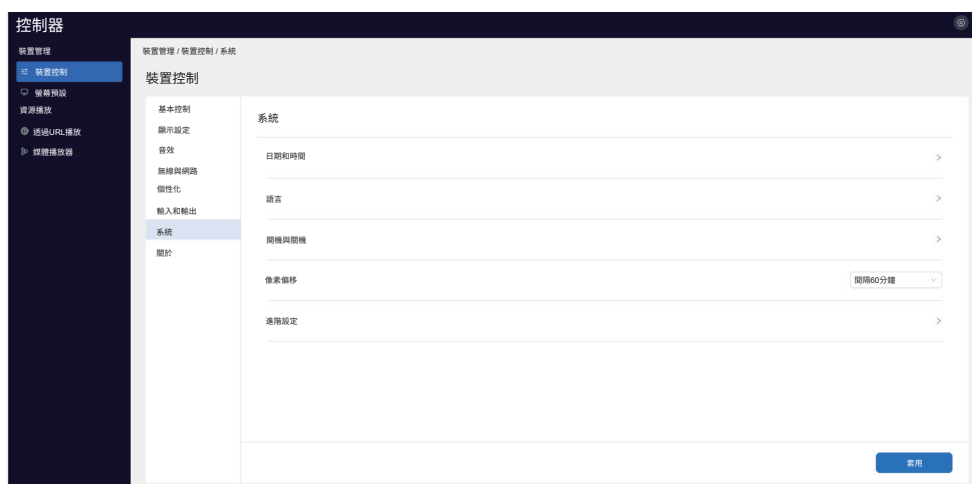 控制器
裝置管理
裝置控制
螢幕預設
資源播放
透過URL播放
媒體播放器
裝置管理 / 裝置控制 / 系統
裝置控制
基本控制
顯示設定
音效
無線與網路
個性化
輸入和輸出
系統
關於
系統
日期和時間
語言
開機與關機
像素偏移
間隔60分鐘
進階設定
套用